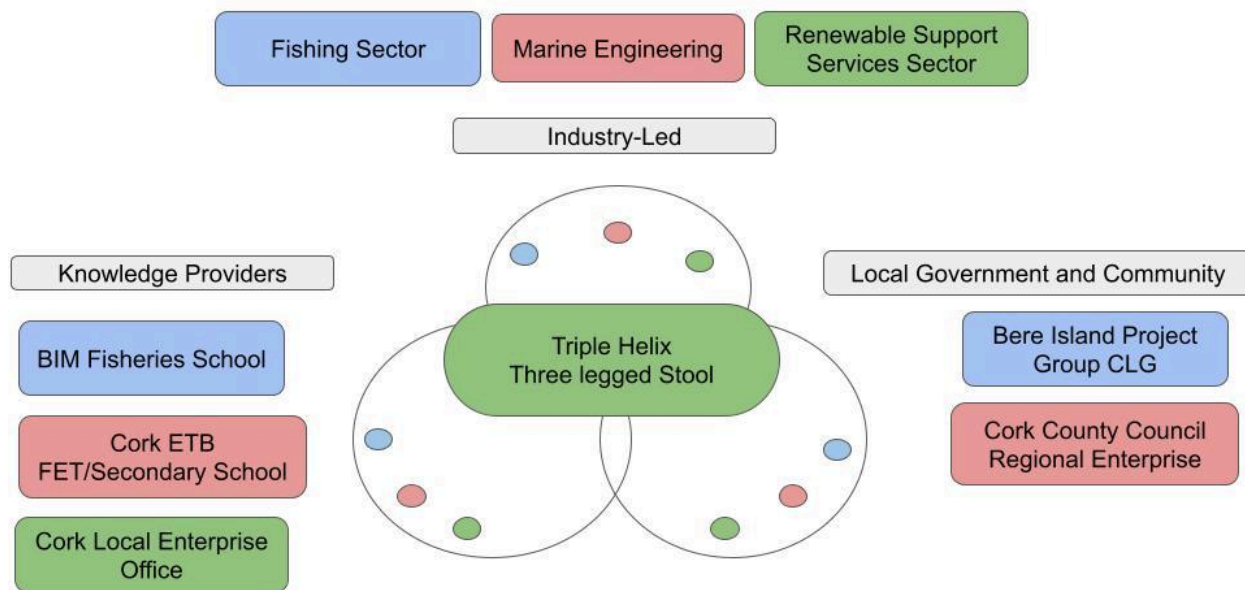 Fishing Sector
Marine Engineering
Renewable Support
Services Sector
Industry-Led
Knowledge Providers
Local Government and Community
BIM Fisheries School
Bere Island Project
Group CLG
Triple Helix
Three legged Stool
Cork ETB
FET/Secondary School
Cork County Council
Regional Enterprise
Cork Local Enterprise
Office